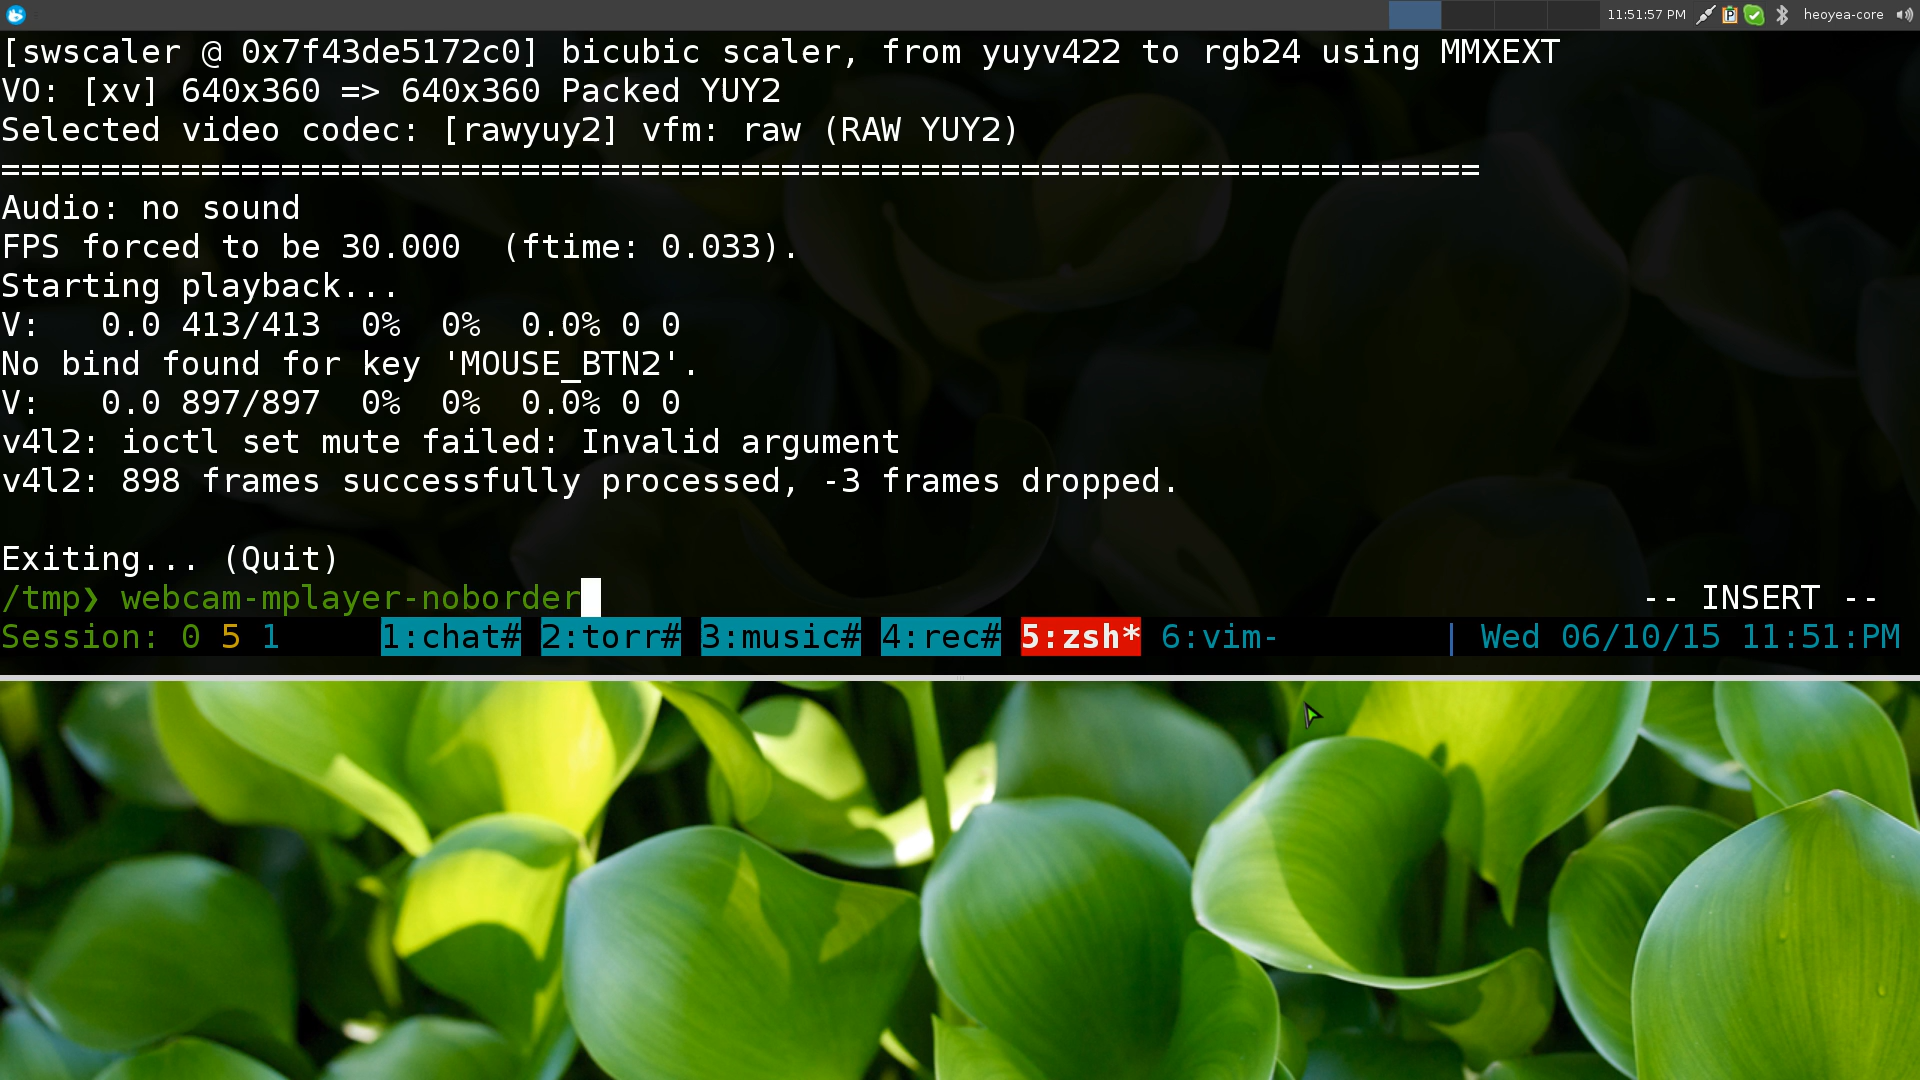 11:51:57 PM heoyea-core
[swscaler @ 0x7f43de5172c0] bicubic scaler, from yuyv422 to rgb24 using MMXEXT
VO: [xv] 640x360 => 640x360 Packed YUY2
Selected video codec: [rawyuy2] vfm: raw (RAW YUY2)
==========================================================================
Audio: no sound
FPS forced to be 30.000  (ftime: 0.033).
Starting playback...
V:   0.0 413/413  0%  0%  0.0% 0 0
No bind found for key 'MOUSE_BTN2'.
V:   0.0 897/897  0%  0%  0.0% 0 0
v4l2: ioctl set mute failed: Invalid argument
v4l2: 898 frames successfully processed, -3 frames dropped.
Exiting... (Quit)
/tmp❯ webcam-mplayer-noborder -- INSERT --
Session: 0 5 1 1:chat# 2:torr# 3:music# 4:rec# 5:zsh* 6:vim- | Wed 06/10/15 11:51:PM